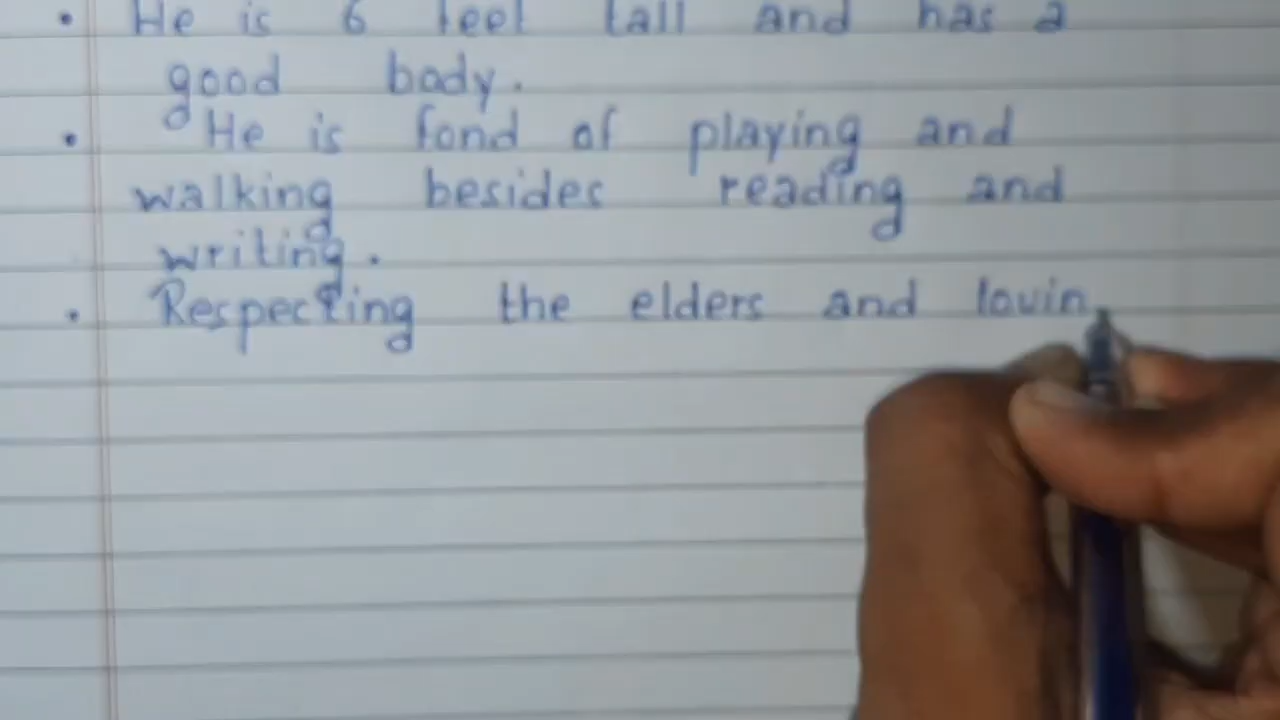 • He is 6 feet tall and has a
good body.
• He is fond of playing and
walking besides reading and
writing.
• Respecting the elders and lovin